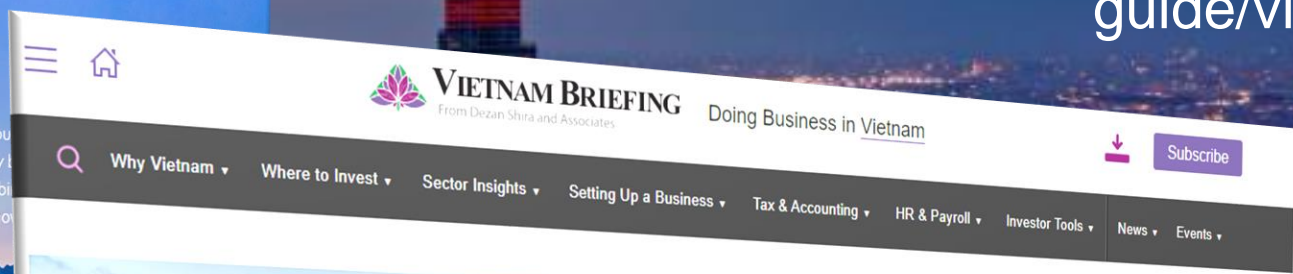 guide/vi
VIETNAM BRIEFING
From Dezan Shira and Associates
Doing Business in Vietnam
Subscribe
Why Vietnam
Where to Invest
Sector Insights
Setting Up a Business
Tax & Accounting
HR & Payroll
Investor Tools
News
Events